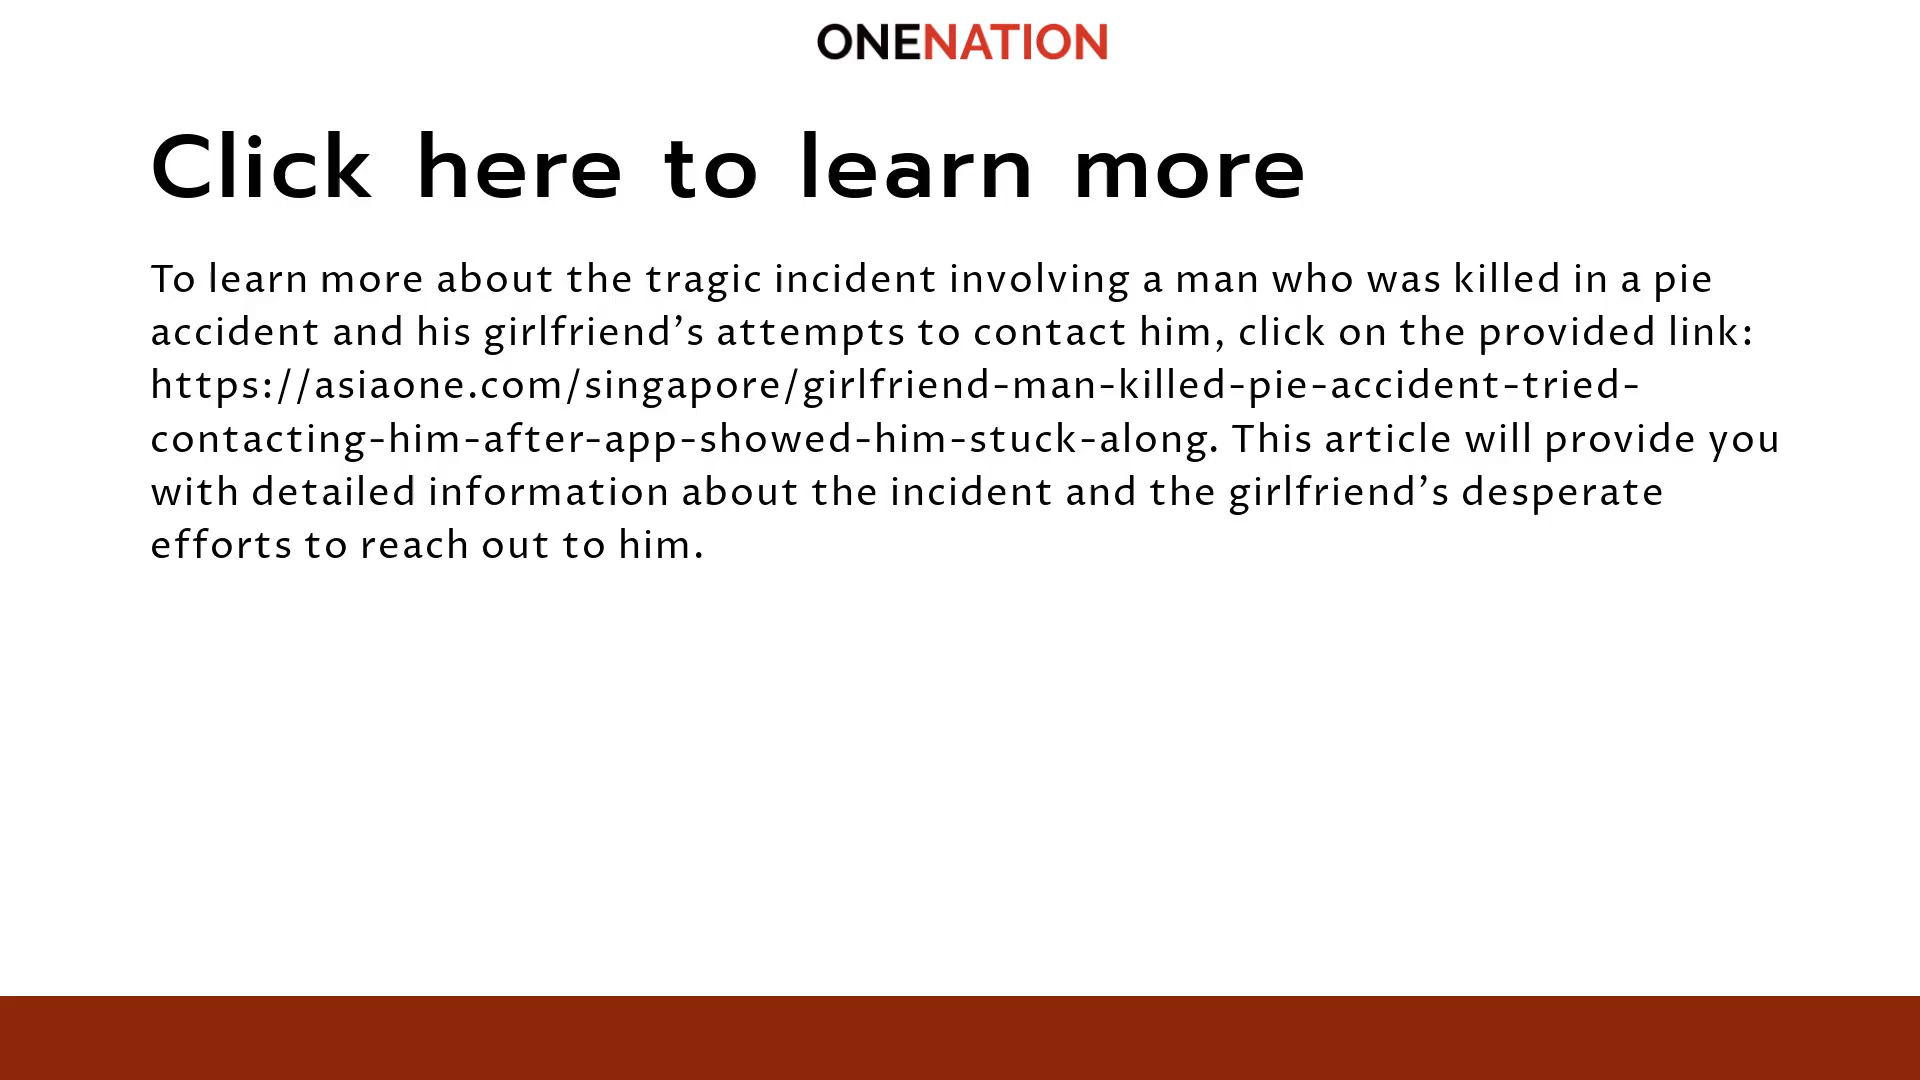 ONENATION
Click here to learn more
To learn more about the tragic incident involving a man who was killed in a pie
accident and his girlfriend’s attempts to contact him, click on the provided link:
https://asiaone.com/singapore/girlfriend-man-killed-pie-accident-tried-
contacting-him-after-app-showed-him-stuck-along. This article will provide you
with detailed information about the incident and the girlfriend’s desperate
efforts to reach out to him.